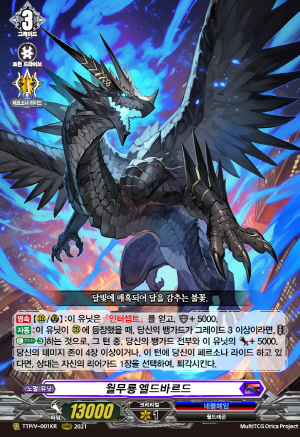 3
그레이드
트윈 드라이브
페르소나 라이드
달빛에 매혹되어 달을 감추는 불꽃.
영속 : 이 유닛은 『인터셉트』를 얻고, +5000.
자동 : 이 유닛이 에 등장했을 때, 당신의 뱅가드가 그레이드 3 이상이라면,
하는 것으로, 그 턴 중, 당신의 뱅가드 전부와 이 유닛의 +5000.
당신의 데미지 존이 4장 이상이거나, 이 턴에 당신이 페르소나 라이드 하고 있
다면, 상대는 자신의 리어가드 1장을 선택하여, 퇴각시킨다.
노멀 (유닛)
월무룡 엘드바르드
파워 13000
크리티컬 1
월드래곤
TTP/V-001KR
2021
MultiTCG Orica Project